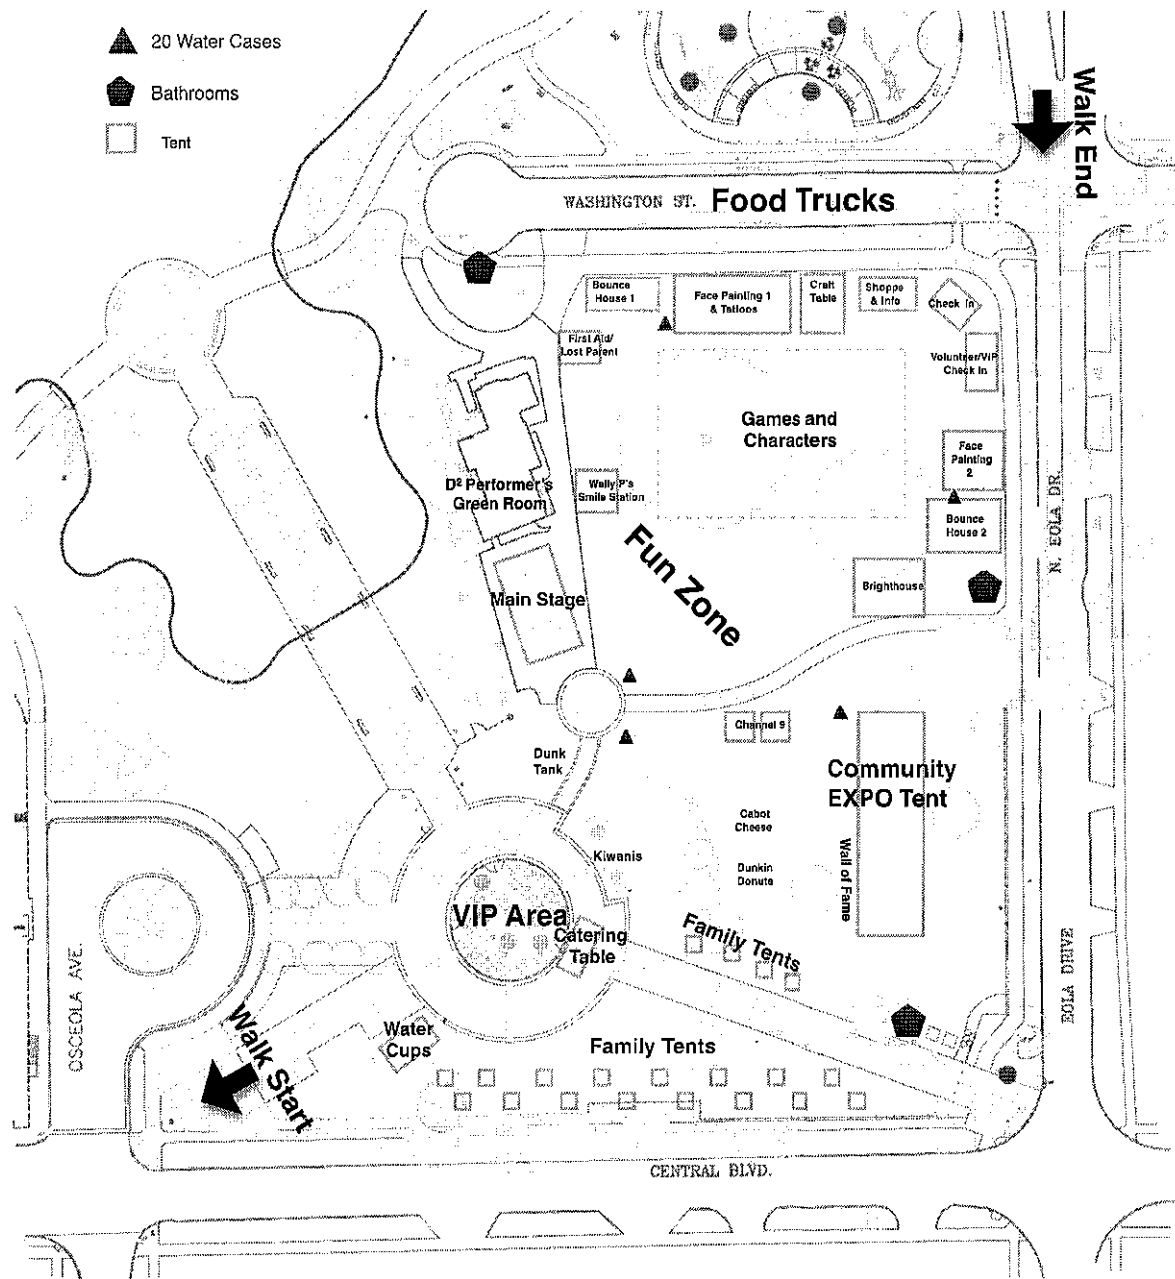 20 Water Cases
Bathrooms
Tent
Walk End
WASHINGTON ST.
Food Trucks
Bounce
House 1
Face Painting 1
& Tattoos
Craft
Table
Shoppe
& Info
Check In
First Aid/
Lost Parent
Volunteer/VIP
Check In
Games and
Characters
Face
Painting
2
D² Performer's
Green Room
Wally P's
Smile Station
Bounce
House 2
N. EOLA DR
Fun Zone
Brighthouse
Main Stage
Channel 9
Dunk
Tank
Community
EXPO Tent
Cabot
Cheese
Kiwanis
Dunkin
Donuts
Wall of Fame
VIP Area
Catering
Table
Family Tents
OSCEOLA AVE.
EOLA DRIVE
Walk Start
Water
Cups
Family Tents
CENTRAL BLVD.